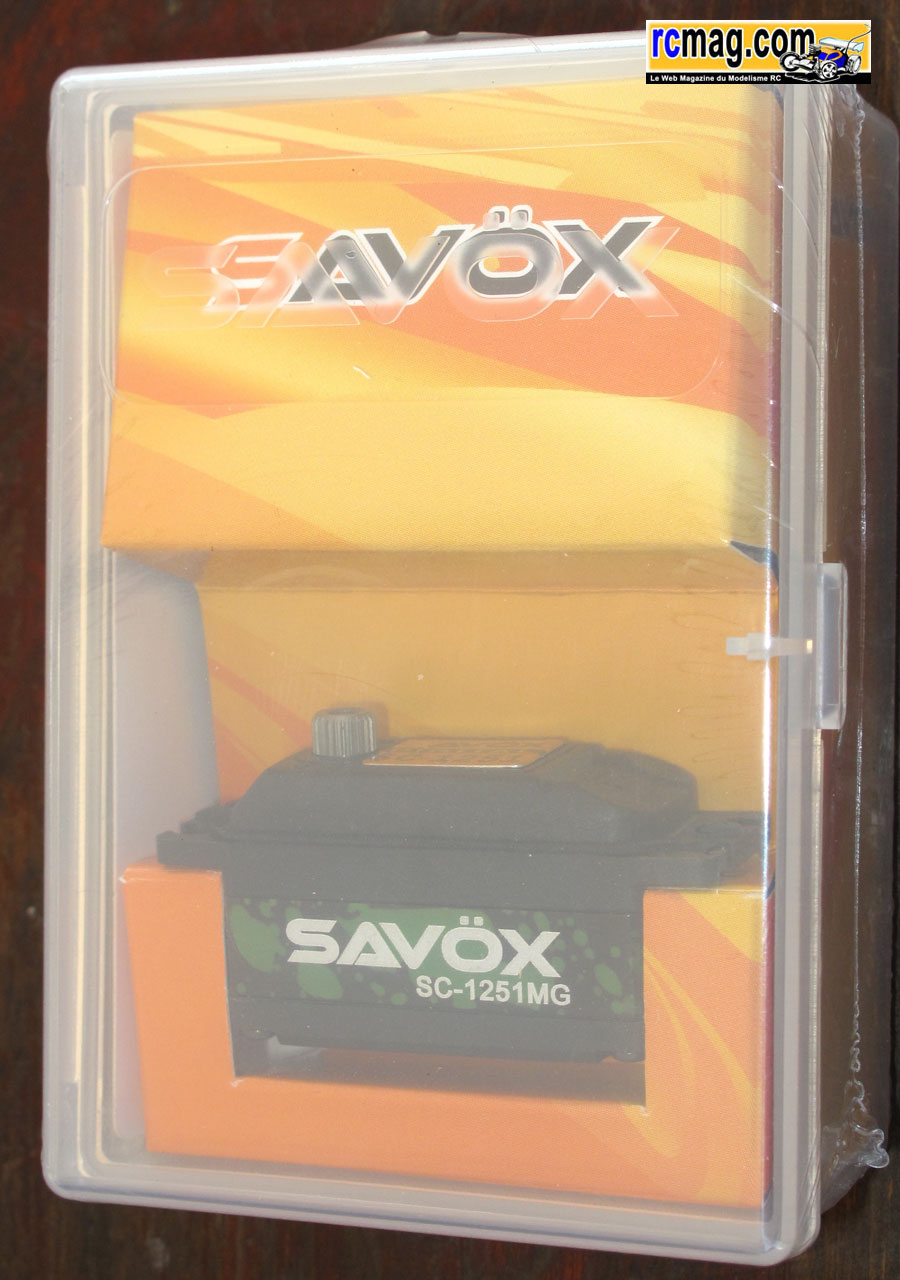 rcmag.com
Le Web Magazine du Modelisme RC
SAVÖX
SAVÖX
SC-1251MG